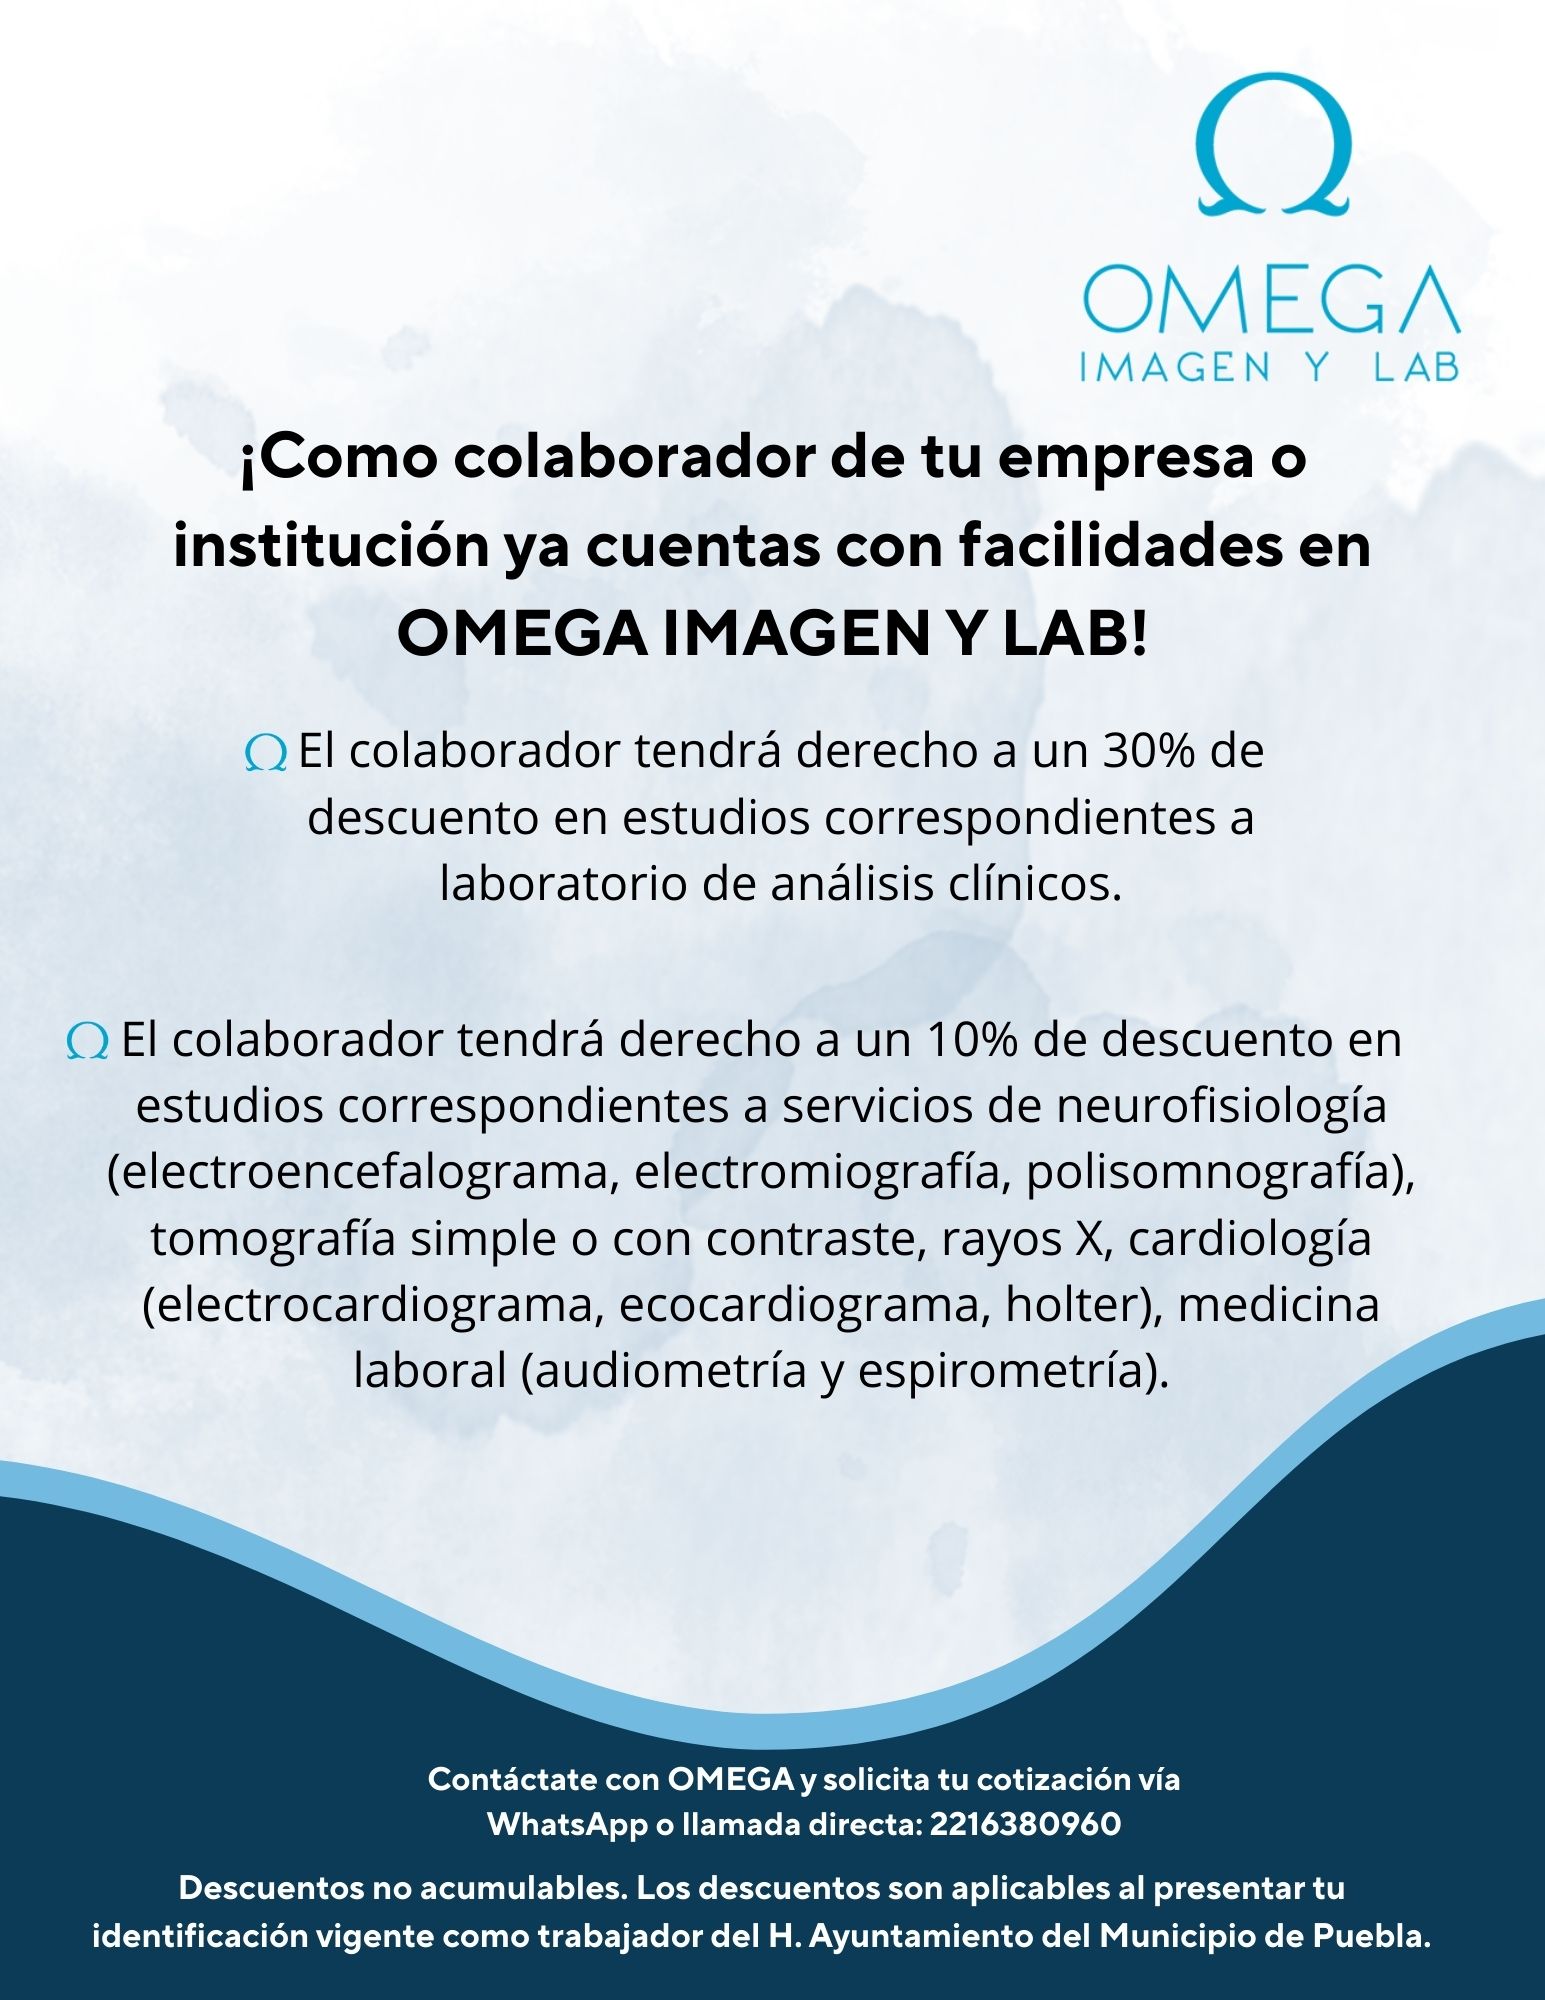 Ω
OMEGA
IMAGEN Y LAB
¡Como colaborador de tu empresa o
institución ya cuentas con facilidades en
OMEGA IMAGEN Y LAB!
Ω El colaborador tendrá derecho a un 30% de
descuento en estudios correspondientes a
laboratorio de análisis clínicos.
Ω El colaborador tendrá derecho a un 10% de descuento en
estudios correspondientes a servicios de neurofisiología
(electroencefalograma, electromiografía, polisomnografía),
tomografía simple o con contraste, rayos X, cardiología
(electrocardiograma, ecocardiograma, holter), medicina
laboral (audiometría y espirometría).
Contáctate con OMEGA y solicita tu cotización vía
WhatsApp o llamada directa: 2216380960
Descuentos no acumulables. Los descuentos son aplicables al presentar tu
identificación vigente como trabajador del H. Ayuntamiento del Municipio de Puebla.